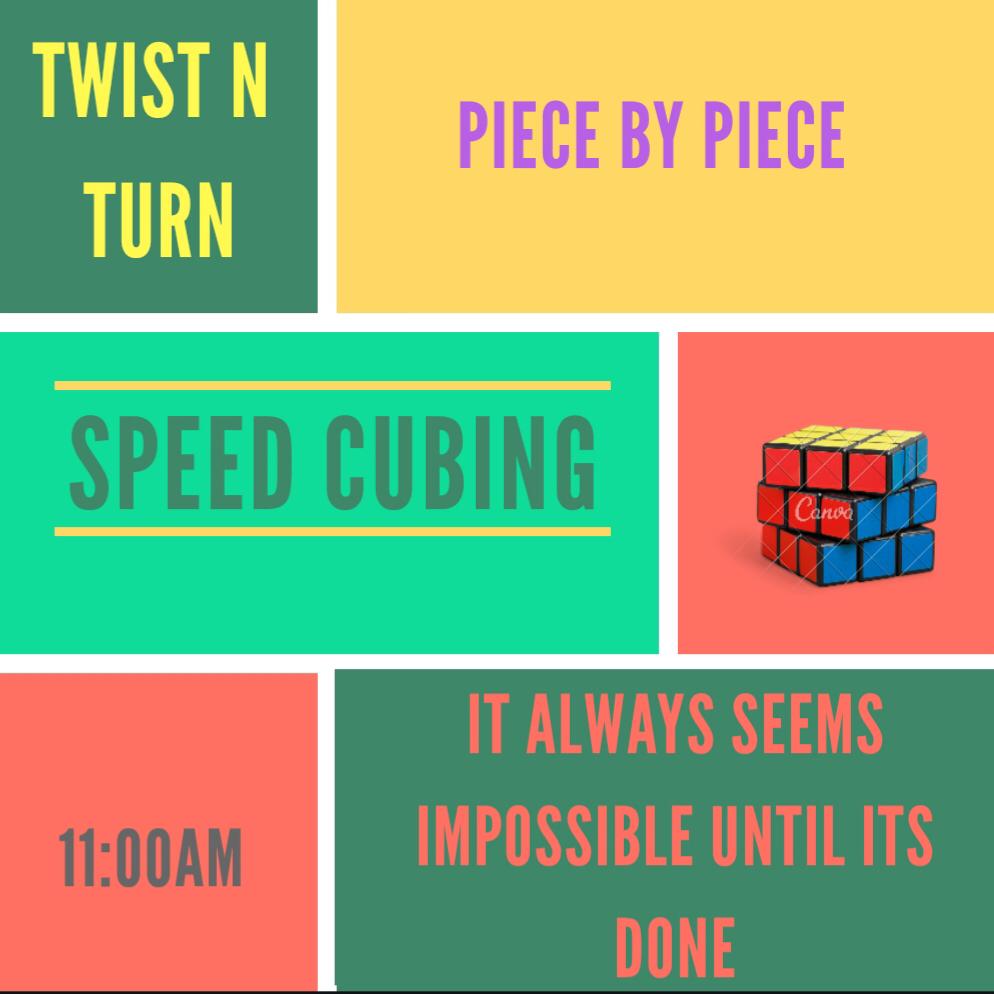 TWIST N
TURN
PIECE BY PIECE
SPEED CUBING
Canva
11:00AM
IT ALWAYS SEEMS
IMPOSSIBLE UNTIL ITS
DONE